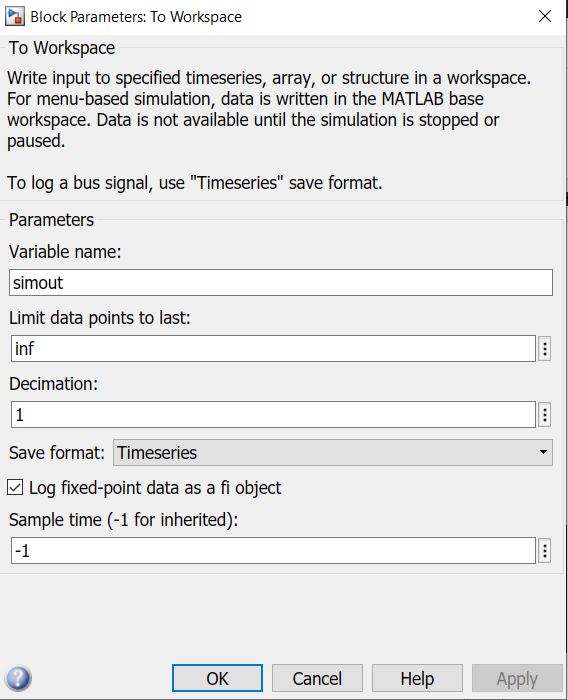 Block Parameters: To Workspace
To Workspace
Write input to specified timeseries, array, or structure in a workspace.
For menu-based simulation, data is written in the MATLAB base
workspace. Data is not available until the simulation is stopped or
paused.
To log a bus signal, use "Timeseries" save format.
Parameters
Variable name:
simout
Limit data points to last:
inf
Decimation:
1
Save format: Timeseries
Log fixed-point data as a fi object
Sample time (-1 for inherited):
-1
? OK Cancel Help Apply